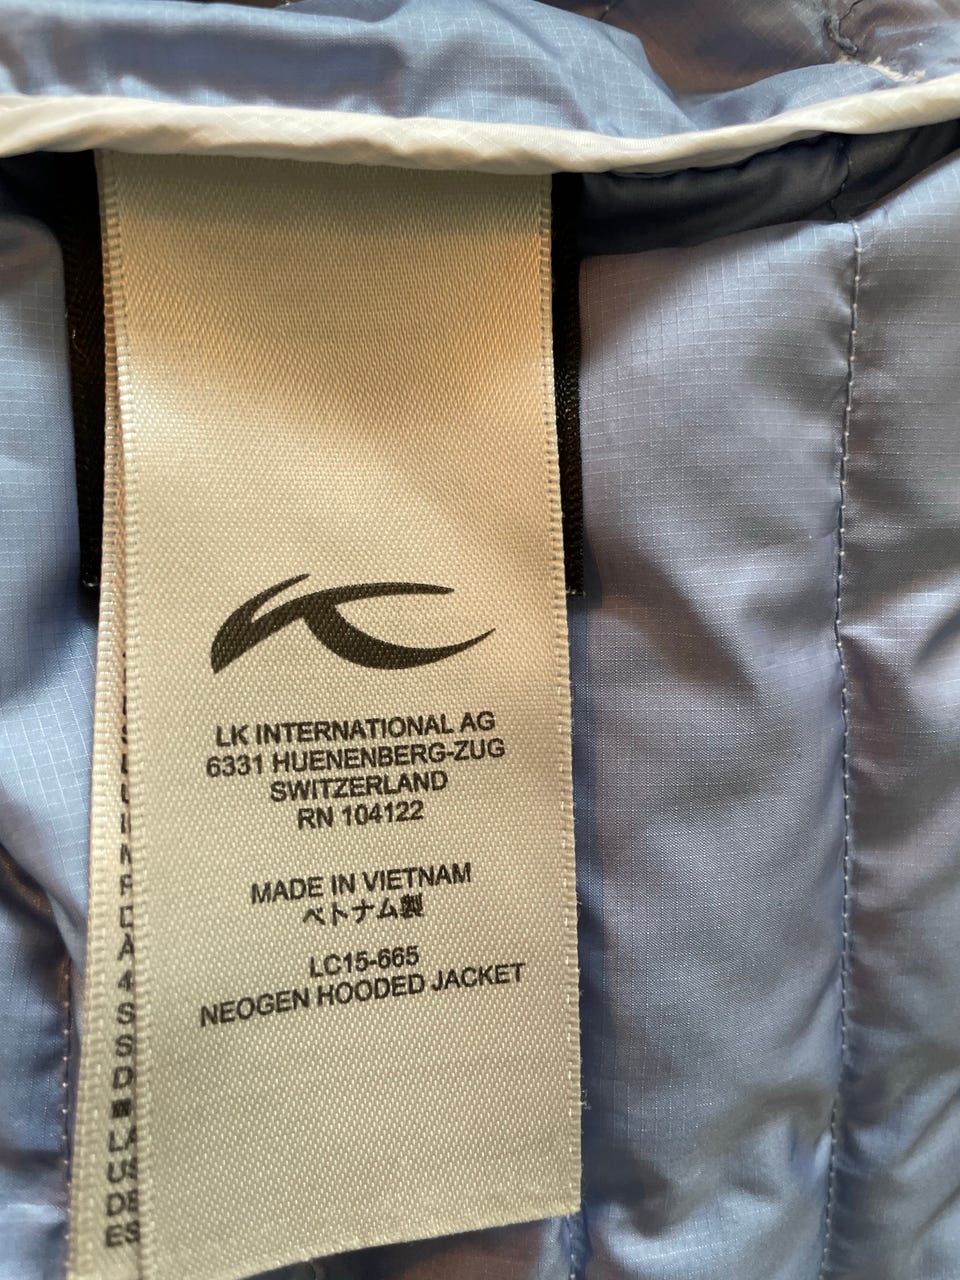 LK INTERNATIONAL AG
6331 HUENENBERG-ZUG
SWITZERLAND
RN 104122
MADE IN VIETNAM
ベトナム製
LC15-665
NEOGEN HOODED JACKET